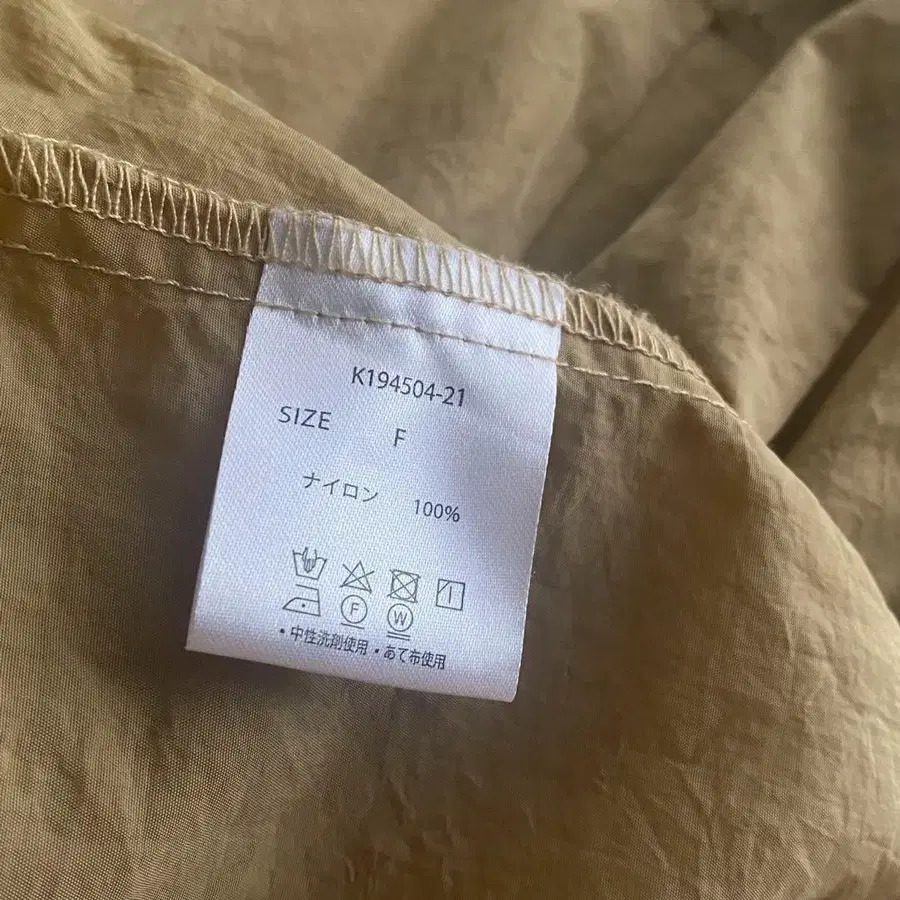 K194504-21
SIZE F
ナイロン 100%
F W
・中性洗剤使用・あて布使用